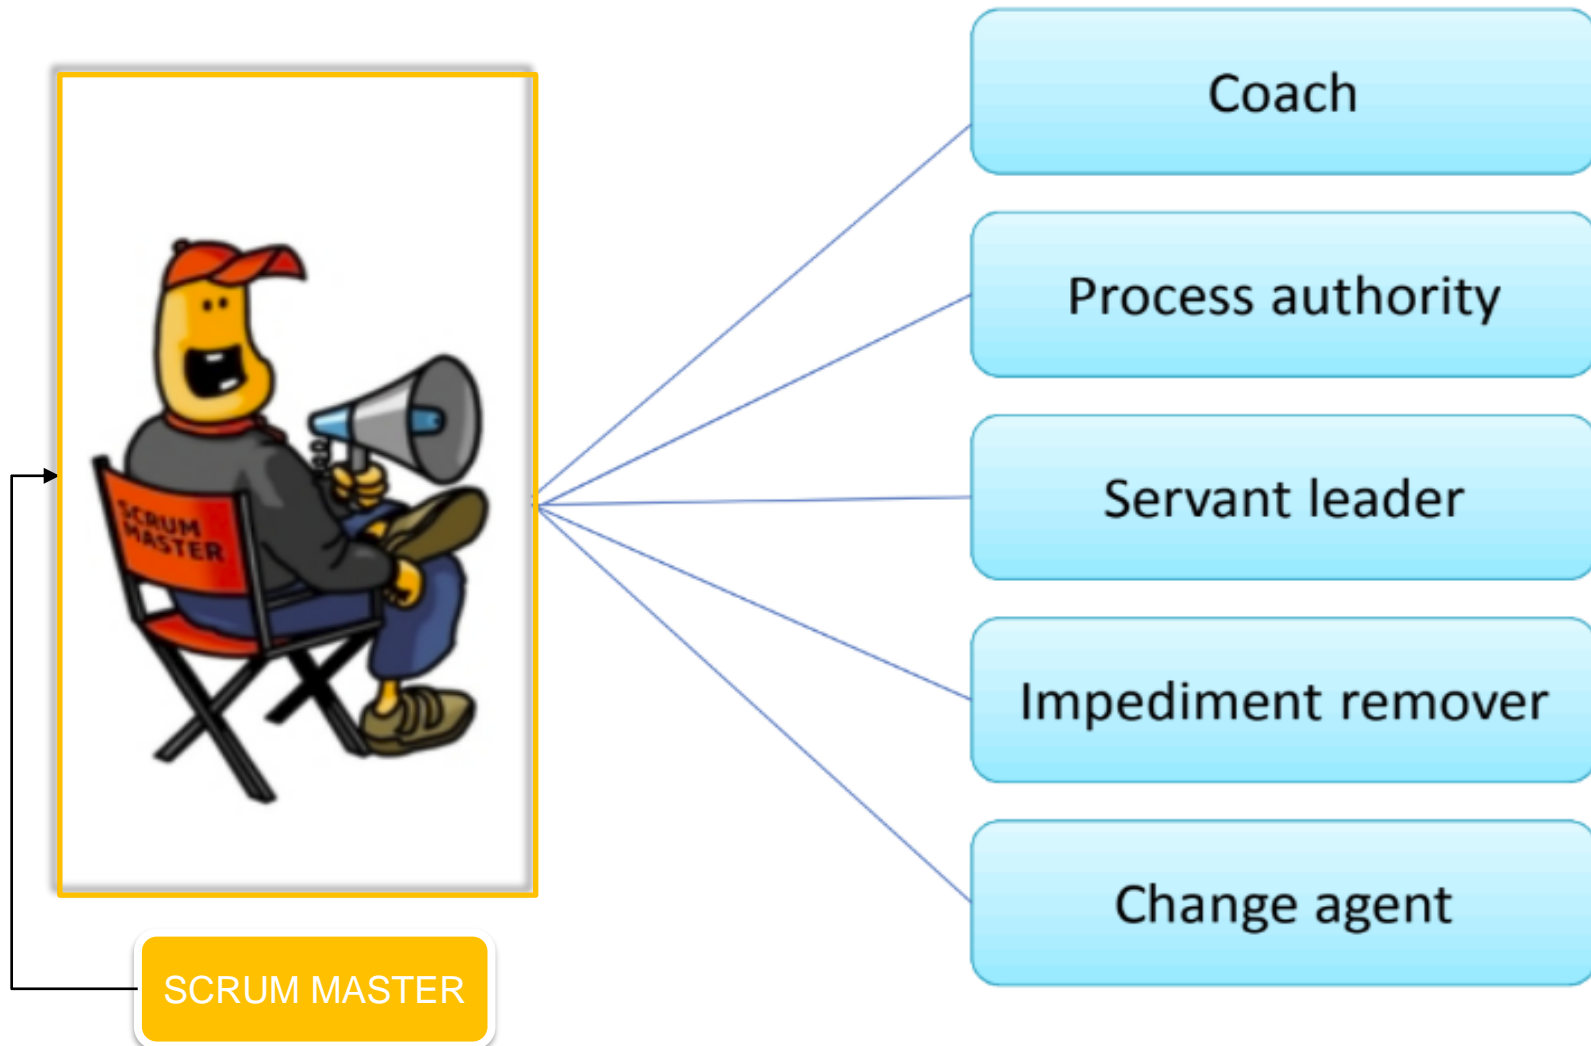 Coach
Process authority
SCRUM
MASTER
Servant leader
Impediment remover
Change agent
SCRUM MASTER